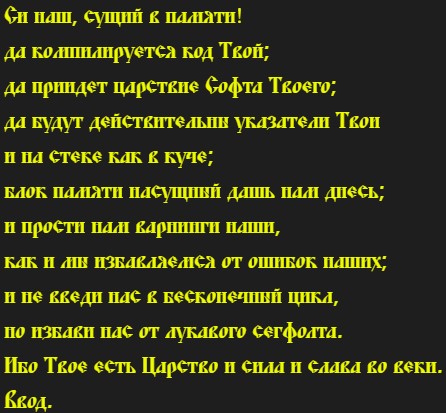 Си наш, сущий в памяти!
да компилируется код Твой;
да приидет царствие Софта Твоего;
да будут действительны указатели Твои
и на стеке как в куче;
блок памяти насущный дашь нам днесь;
и прости нам варнинги наши,
как и мы избавляемся от ошибок наших;
и не введи нас в бесконечный цикл,
но избави нас от лукавого сегфолта.
Ибо Твое есть Царство и сила и слава во веки.
Ввод.